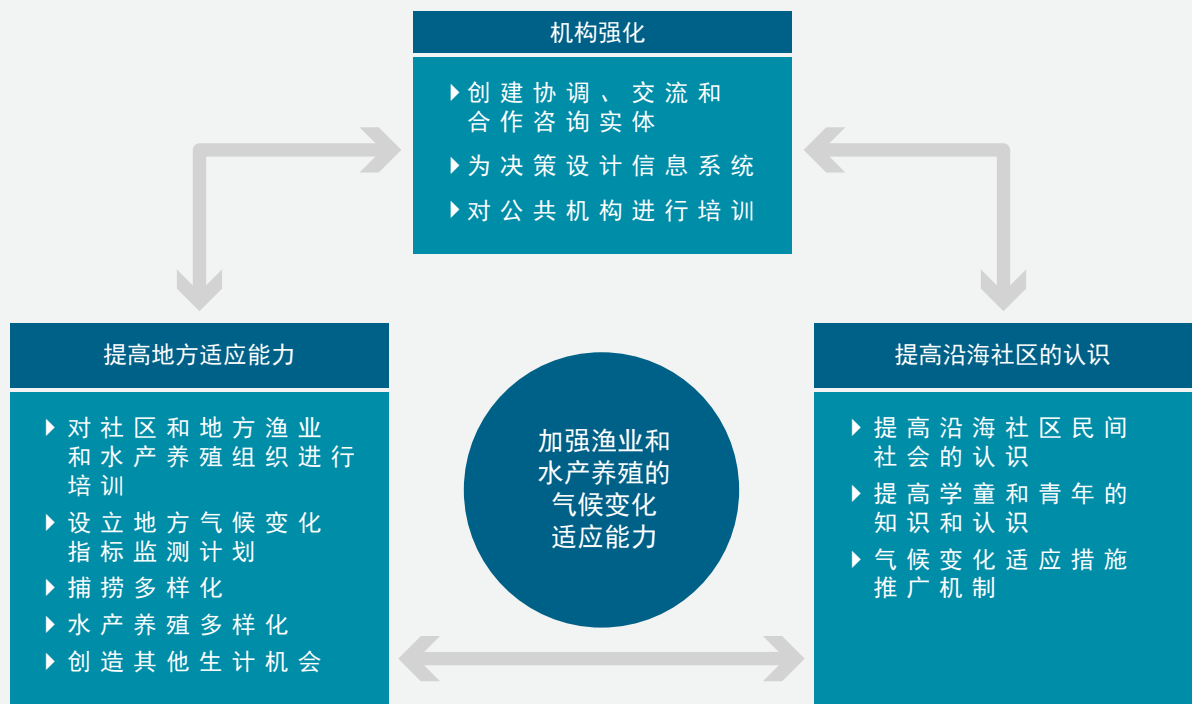 机构强化
创建协调、交流和
合作咨询实体
为决策设计信息系统
对公共机构进行培训
提高地方适应能力
对社区和地方渔业
和水产养殖组织进行
培训
设立地方气候变化
指标监测计划
捕捞多样化
水产养殖多样化
创造其他生计机会
加强渔业和
水产养殖的
气候变化
适应能力
提高沿海社区的认识
提高沿海社区民间
社会的认识
提高学童和青年的
知识和认识
气候变化适应措施
推广机制